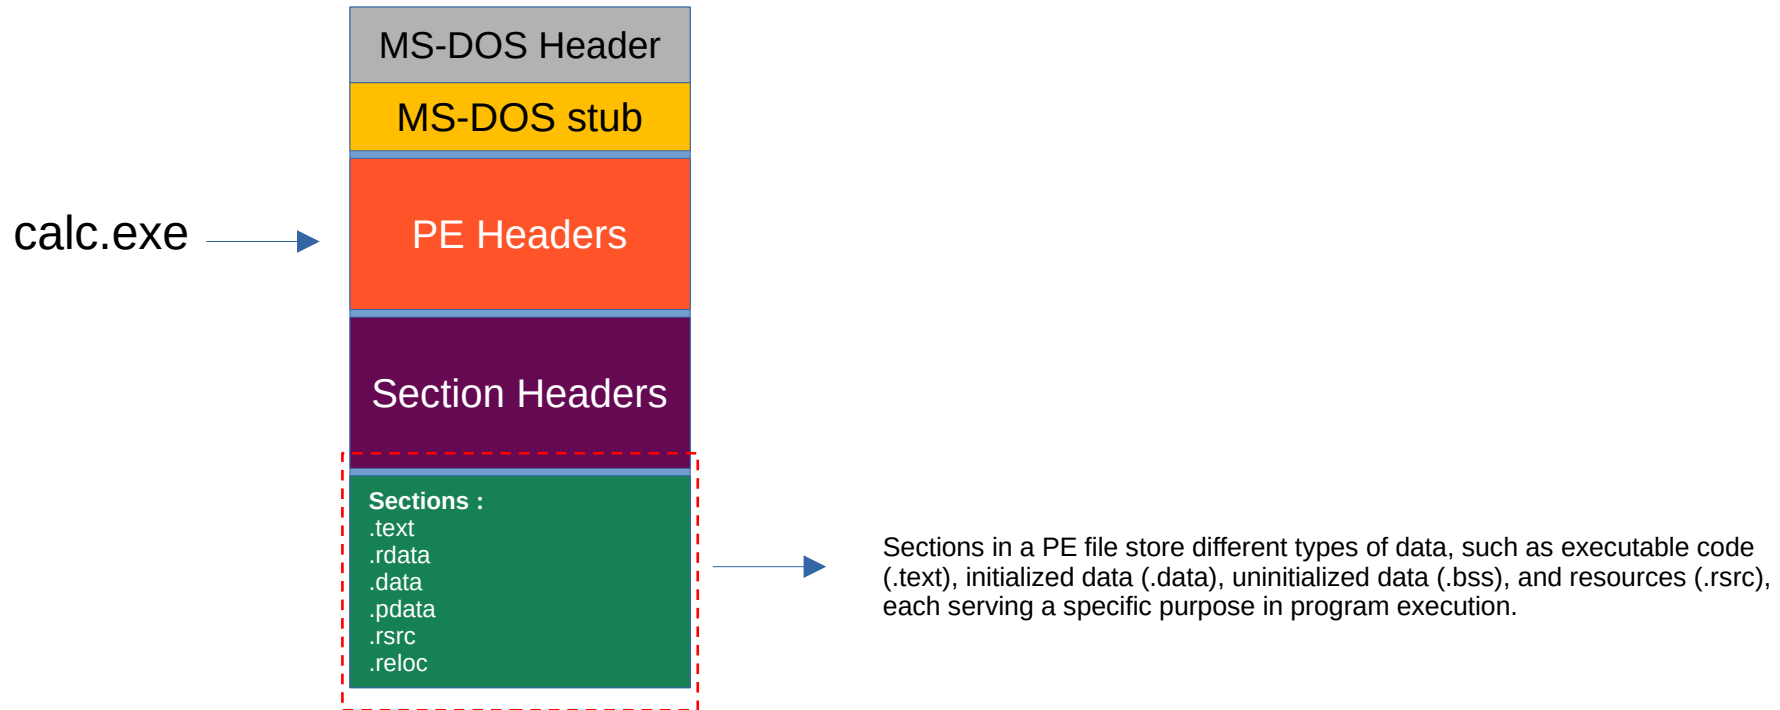 MS-DOS Header
MS-DOS stub
calc.exe
PE Headers
Section Headers
Sections :
.text
.rdata
.data
.pdata
.rsrc
.reloc
Sections in a PE file store different types of data, such as executable code
(.text), initialized data (.data), uninitialized data (.bss), and resources (.rsrc),
each serving a specific purpose in program execution.